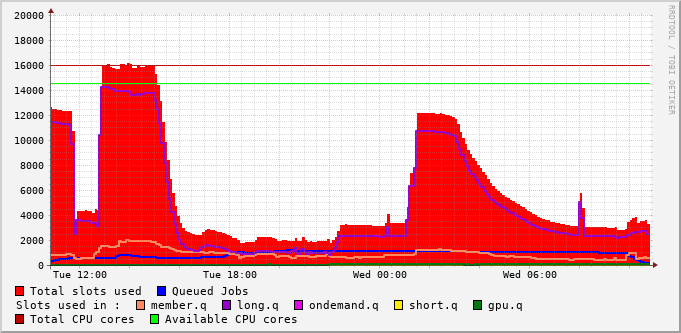 20000
18000
16000
14000
12000
10000
8000
6000
4000
2000
0
Tue 12:00 Tue 18:00 Wed 00:00 Wed 06:00
RRDTOOL / TOBI OETIKER
Total slots used Queued Jobs
Slots used in : member.q long.q ondemand.q short.q gpu.q
Total CPU cores Available CPU cores